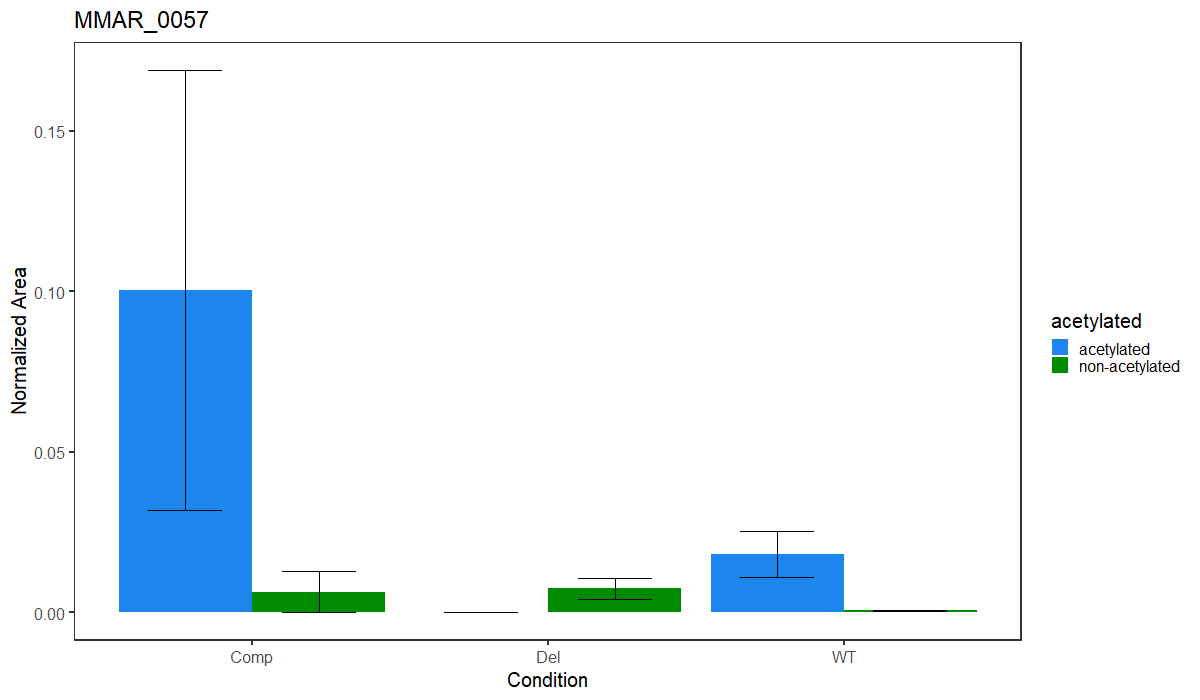 MMAR_0057
Normalized Area
0.15
0.10
0.05
0.00
Comp
Del
WT
Condition
acetylated
acetylated
non-acetylated